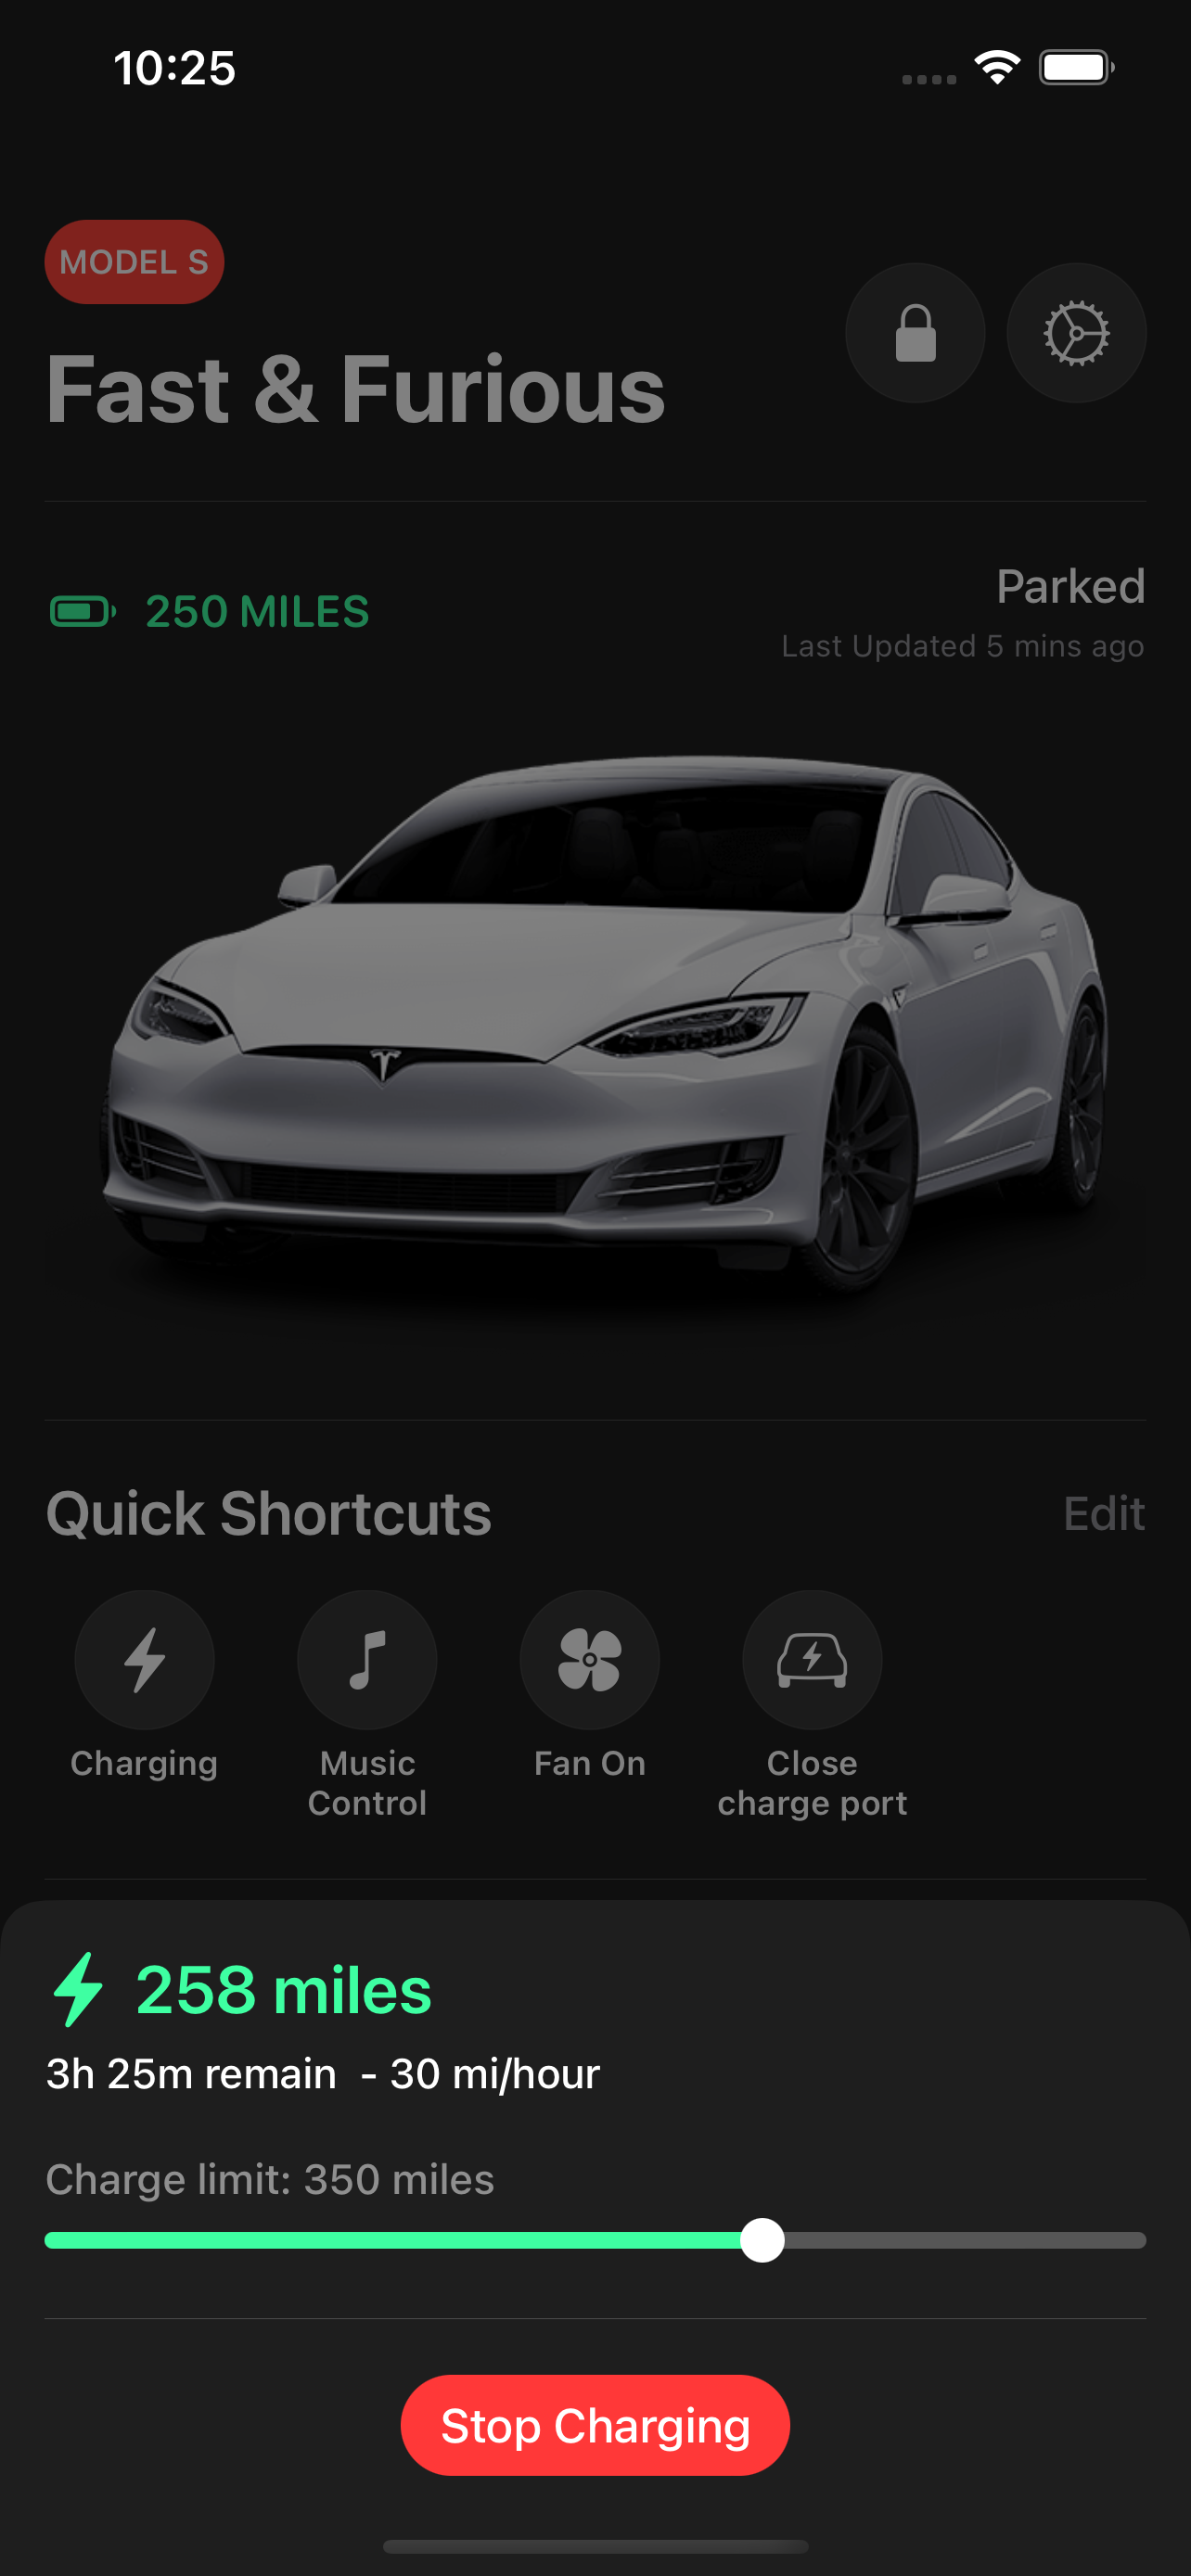 10:25
MODEL S
Fast & Furious
250 MILES
Parked
Last Updated 5 mins ago
Quick Shortcuts
Edit
Charging
Music
Control
Fan On
Close
charge port
258 miles
3h 25m remain  - 30 mi/hour
Charge limit: 350 miles
Stop Charging